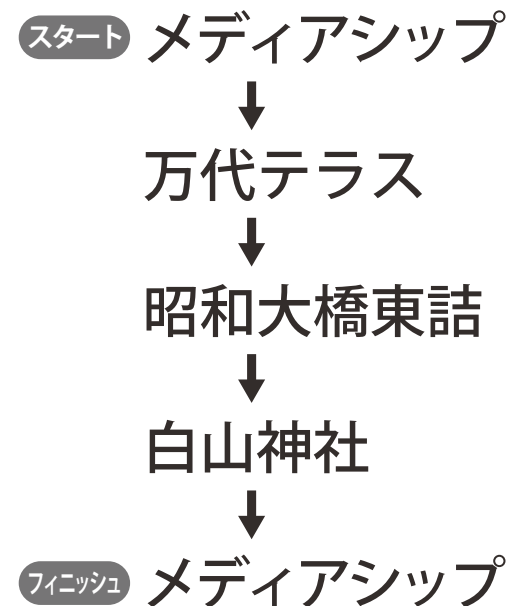 スタート メディアシップ
万代テラス
昭和大橋東詰
白山神社
フィニッシュ メディアシップ